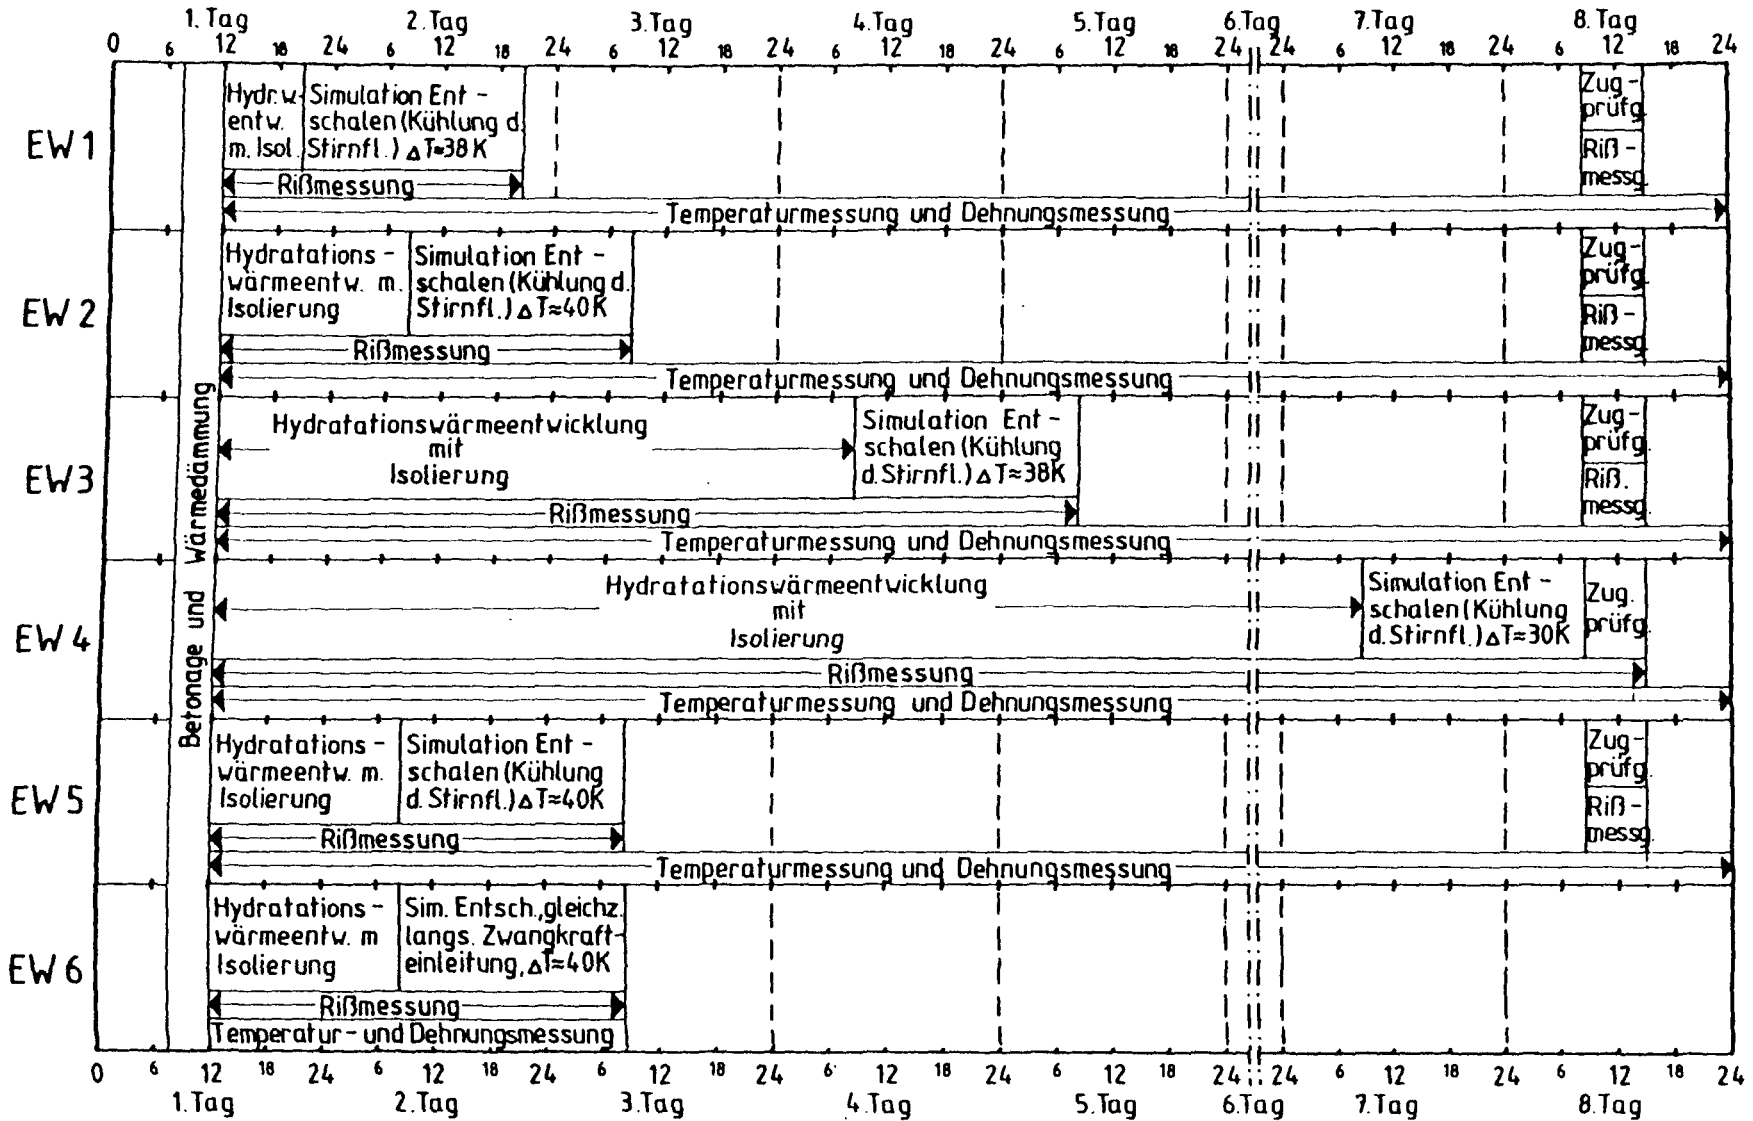 1. Tag 2. Tag 3. Tag 4. Tag 5. Tag 6. Tag 7. Tag 8. Tag
0 6 12 18 24 6 12 18 24 6 12 18 24 6 12 18 24 6 12 18 24 24 6 12 18 24 6 12 18 24
EW 1
Hydr. w-
entw.
m. Isol.
Simulation Ent-
schalen (Kühlung d.
Stirnfl.) ΔT≈38 K
Zug-
prüfg.
Riß-
messg.
Rißmessung
Temperaturmessung und Dehnungsmessung
EW 2
Hydratations-
wärmeentw. m.
Isolierung
Simulation Ent-
schalen (Kühlung d.
Stirnfl.) ΔT≈40K
Zug-
prüfg.
Riß-
messg.
Rißmessung
Temperaturmessung und Dehnungsmessung
Betonage und Wärmedämmung
EW3
Hydratationswärmeentwicklung
mit
Isolierung
Simulation Ent-
schalen (Kühlung
d. Stirnfl.) ΔT≈38K
Zug-
prüfg.
Riß.
messg.
Rißmessung
Temperaturmessung und Dehnungsmessung
EW 4
Hydratationswärmeentwicklung
mit
Isolierung
Simulation Ent-
schalen (Kühlung
d. Stirnfl.) ΔT≈30K
Zug.
prüfg.
Rißmessung
Temperaturmessung und Dehnungsmessung
EW 5
Hydratations-
wärmeentw. m.
Isolierung
Simulation Ent-
schalen (Kühlung
d. Stirnfl.) ΔT≈40K
Zug-
prüfg.
Riß-
messg.
Rißmessung
Temperaturmessung und Dehnungsmessung
EW 6
Hydratations-
wärmeentw. m
Isolierung
Sim. Entsch., gleichz.
langs. Zwangkraft-
einleitung, ΔT≈40K
Rißmessung
Temperatur- und Dehnungsmessung
0 6 12 18 24 6 12 18 24 6 12 18 24 6 12 18 24 6 12 18 24 24 6 12 18 24 6 12 18 24
1. Tag 2. Tag 3. Tag 4. Tag 5. Tag 6. Tag 7. Tag 8. Tag